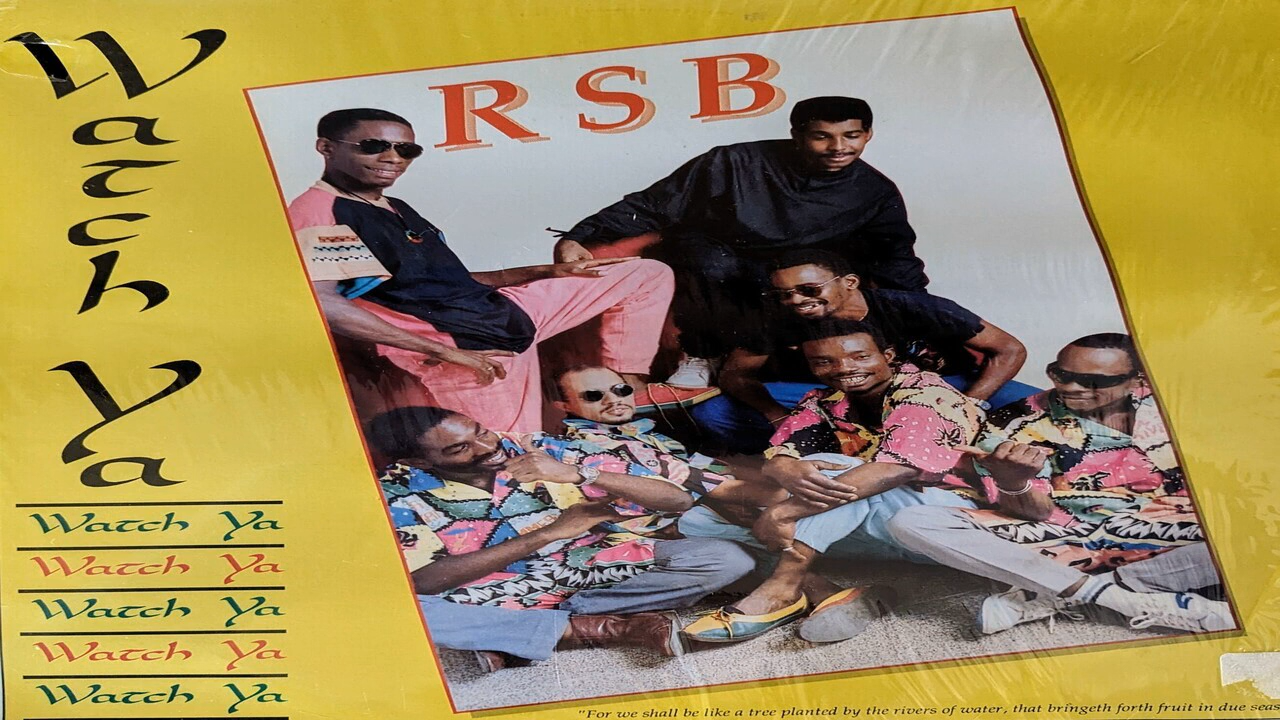 Watch
Ya
RSB
Watch Ya
Watch Ya
Watch Ya
Watch Ya
Watch Ya
"For we shall be like a tree planted by the rivers of water, that bringeth forth fruit in due seas